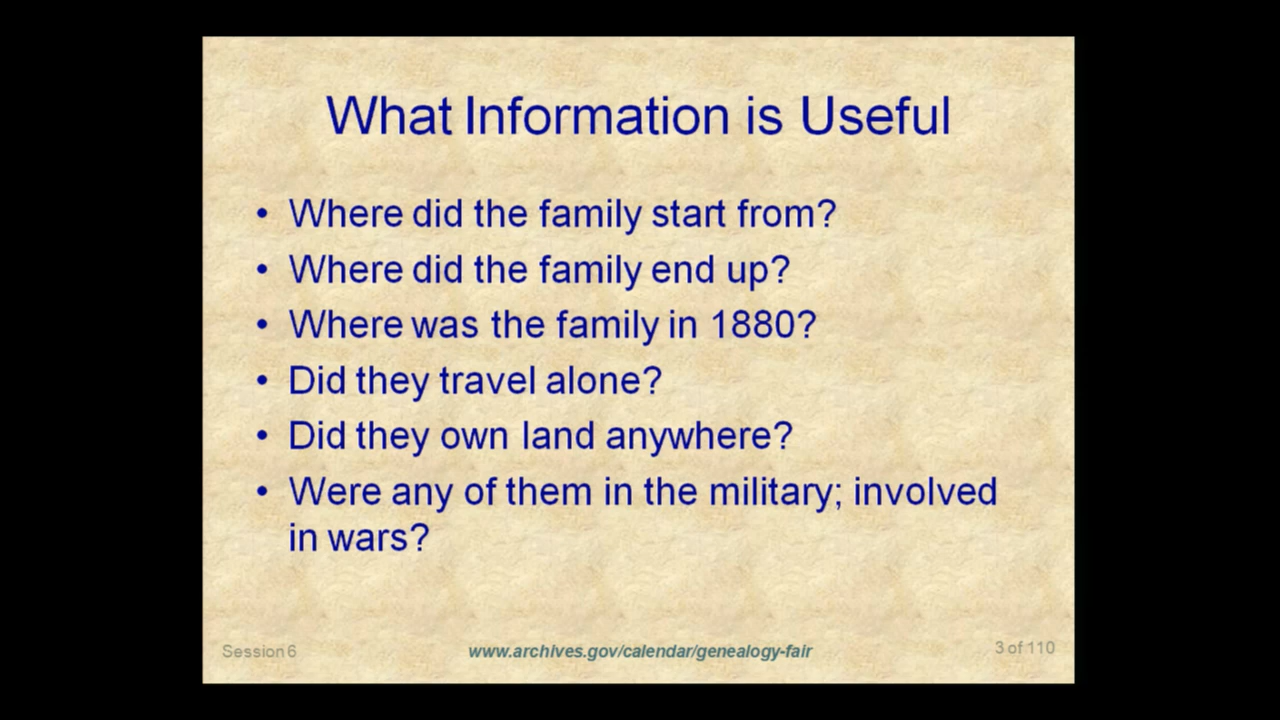 What Information is Useful
• Where did the family start from?
• Where did the family end up?
• Where was the family in 1880?
• Did they travel alone?
• Did they own land anywhere?
• Were any of them in the military; involved
in wars?
Session 6
www.archives.gov/calendar/genealogy-fair
3 of 110